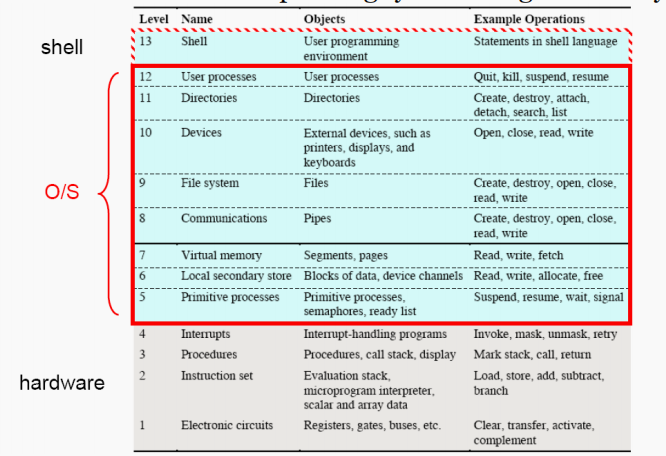 Level Name Objects Example Operations
shell
13 Shell User programming Statements in shell language
environment
12 User processes User processes Quit, kill, suspend, resume
11 Directories Directories Create, destroy, attach,
detach, search, list
10 Devices External devices, such as Open, close, read, write
printers, displays, and
keyboards
O/S
9 File system Files Create, destroy, open, close,
read, write
8 Communications Pipes Create, destroy, open, close,
read, write
7 Virtual memory Segments, pages Read, write, fetch
6 Local secondary store Blocks of data, device channels Read, write, allocate, free
5 Primitive processes Primitive processes, Suspend, resume, wait, signal
semaphores, ready list
4 Interrupts Interrupt-handling programs Invoke, mask, unmask, retry
3 Procedures Procedures, call stack, display Mark stack, call, return
hardware
2 Instruction set Evaluation stack, Load, store, add, subtract,
microprogram interpreter, branch
scalar and array data
1 Electronic circuits Registers, gates, buses, etc. Clear, transfer, activate,
complement